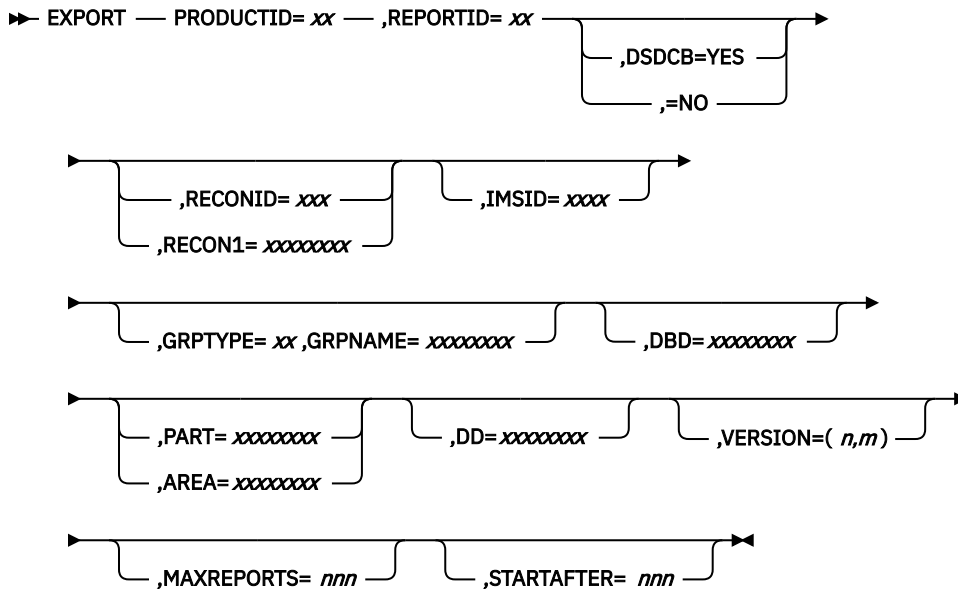 EXPORT PRODUCTID= xx ,REPORTID= xx
,DSDCB=YES
,=NO
,RECONID= xxx ,IMSID= xxxx
,RECON1= xxxxxxxx
,GRPTYPE= xx ,GRPNAME= xxxxxxxx ,DBD= xxxxxxxx
,PART= xxxxxxxx ,DD= xxxxxxxx ,VERSION=( n,m )
,AREA= xxxxxxxx
,MAXREPORTS= nnn ,STARTAFTER= nnn